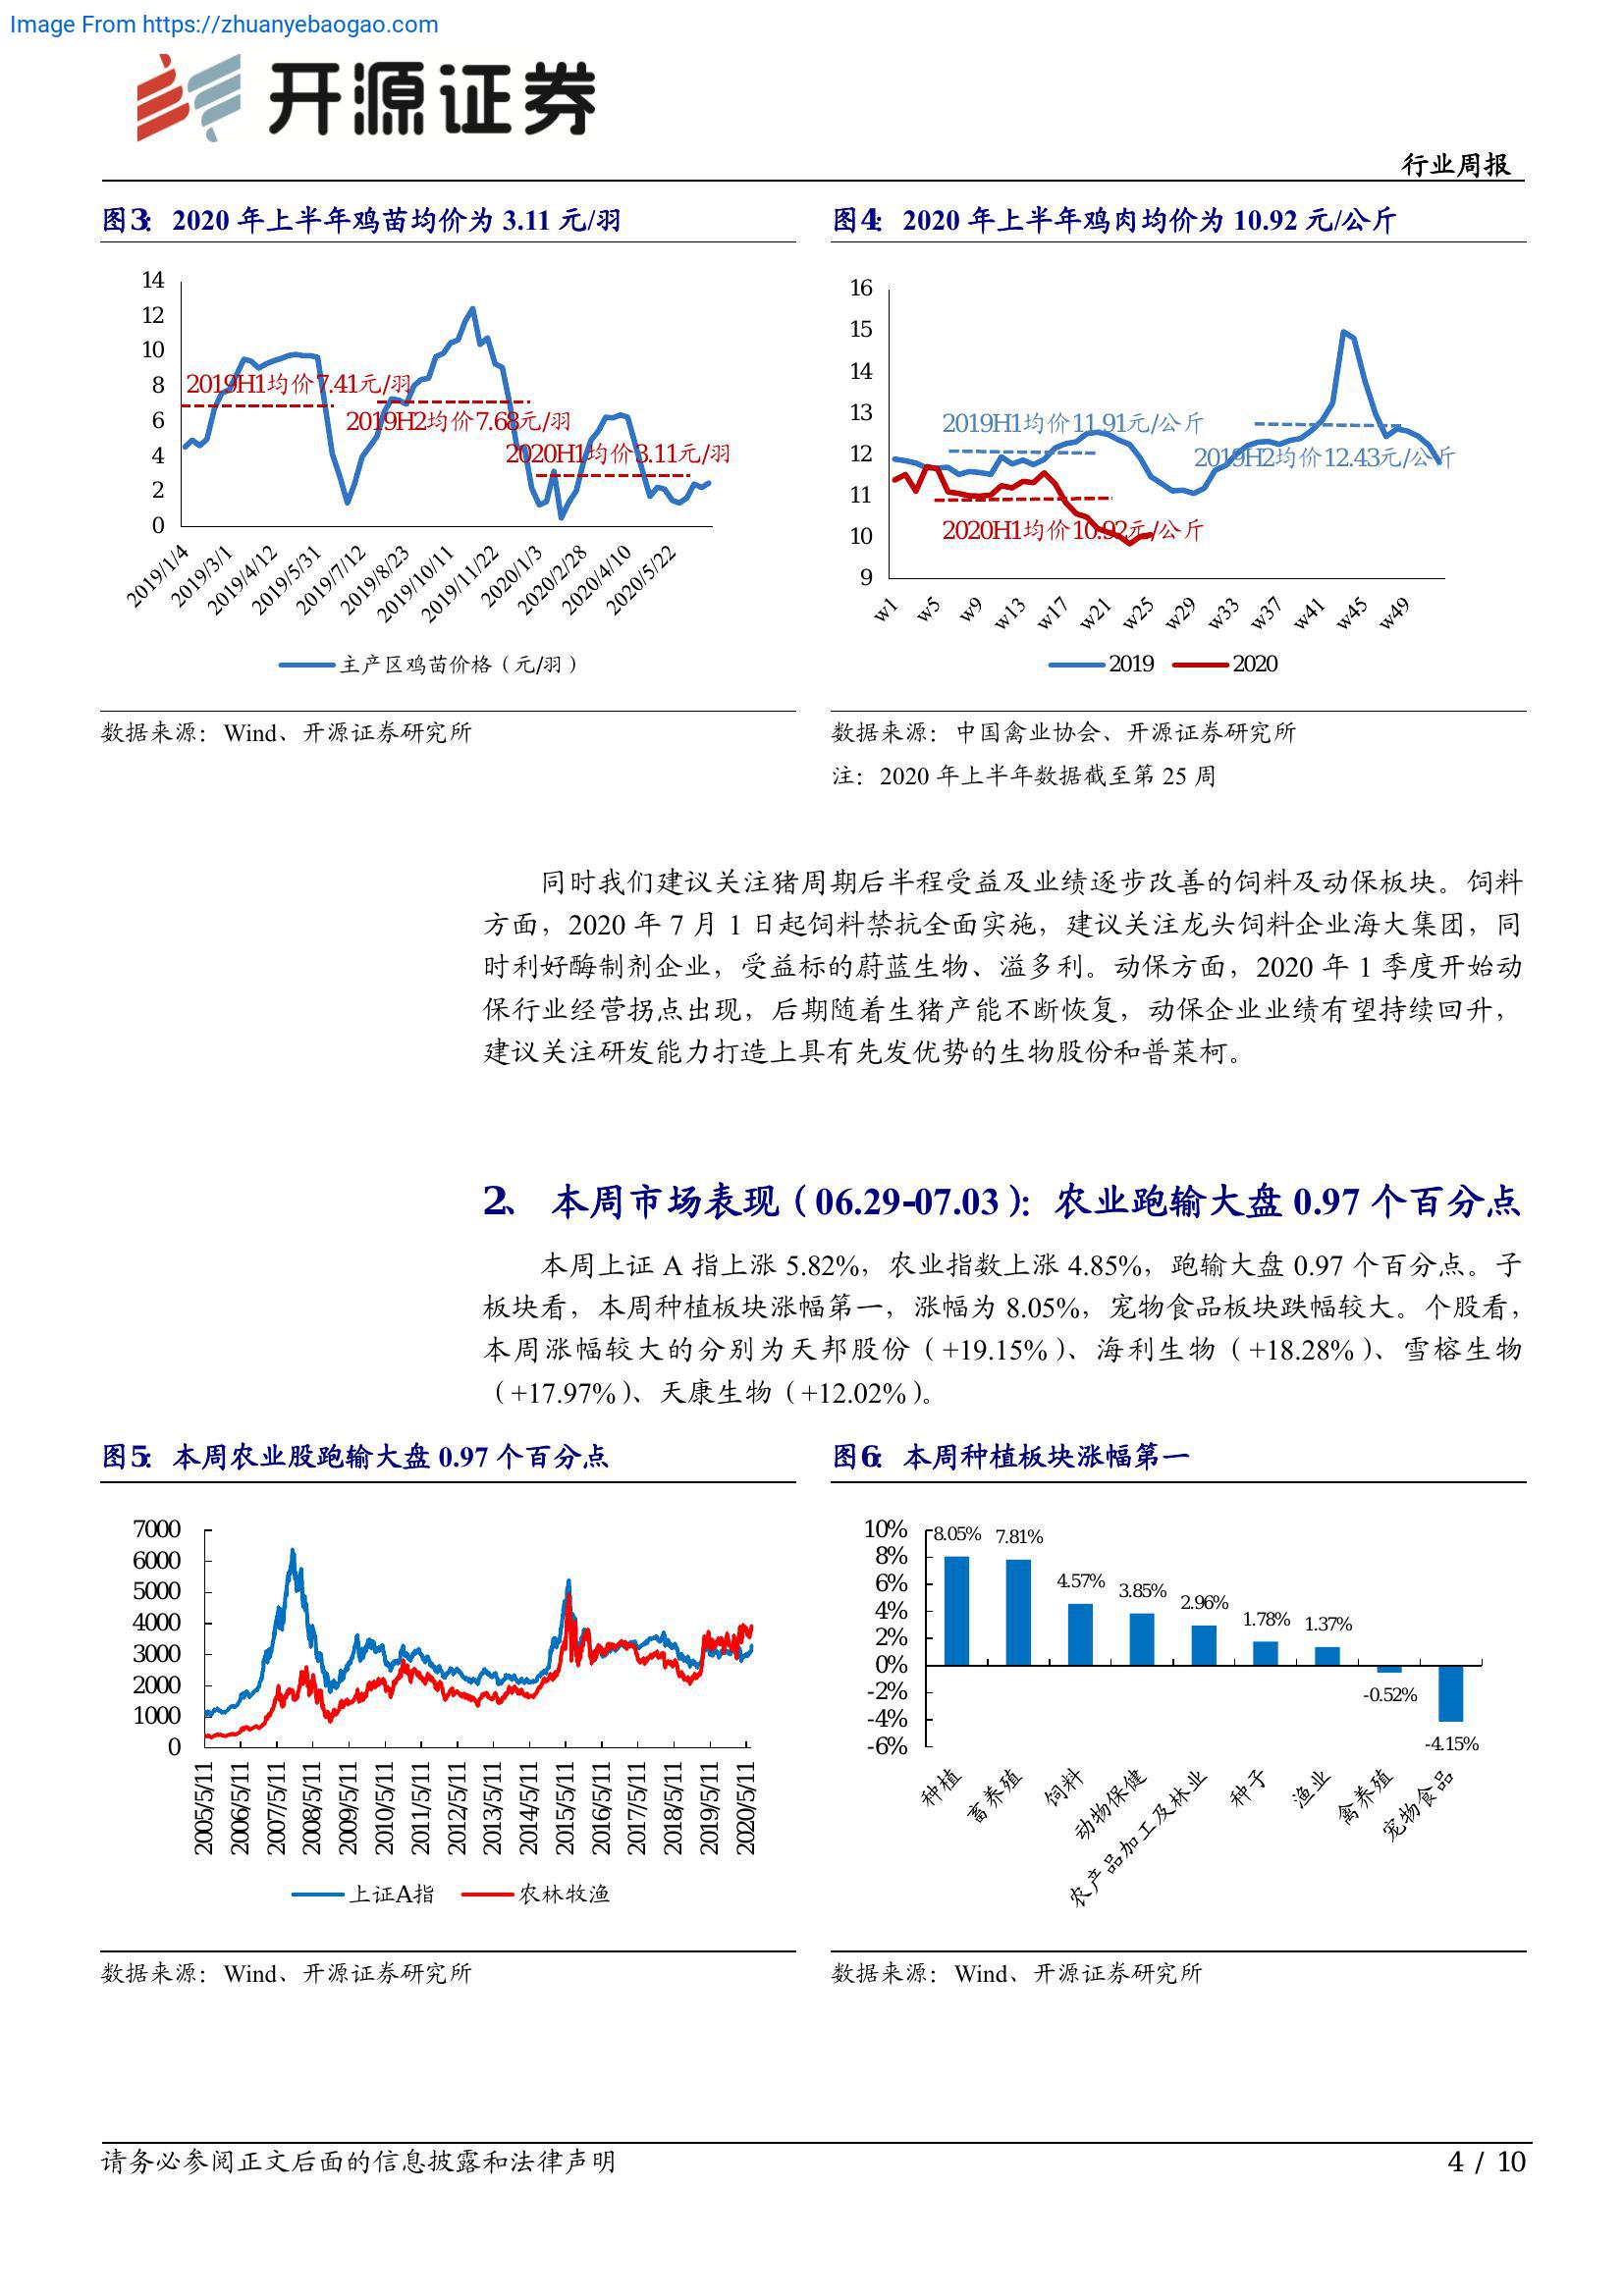 Image From https://zhuanyebaogao.com
开源证券
行业周报
图3： 2020 年上半年鸡苗均价为 3.11 元/羽
14
12
10
8
6
4
2
0
2019H1均价7.41元/羽
2019H2均价7.68元/羽
2020H1均价3.11元/羽
2019/1/4
2019/3/1
2019/4/12
2019/5/31
2019/7/12
2019/8/23
2019/10/11
2019/11/22
2020/1/3
2020/2/28
2020/4/10
2020/5/22
主产区鸡苗价格（元/羽）
数据来源：Wind、开源证券研究所
图4： 2020 年上半年鸡肉均价为 10.92 元/公斤
16
15
14
13
12
11
10
9
2019H1均价11.91元/公斤
2019H2均价12.43元/公斤
2020H1均价10.92元/公斤
w1
w5
w9
w13
w17
w21
w25
w29
w33
w37
w41
w45
w49
2019 2020
数据来源：中国禽业协会、开源证券研究所
注：2020 年上半年数据截至第 25 周
同时我们建议关注猪周期后半程受益及业绩逐步改善的饲料及动保板块。饲料
方面，2020 年 7 月 1 日起饲料禁抗全面实施，建议关注龙头饲料企业海大集团，同
时利好酶制剂企业，受益标的蔚蓝生物、溢多利。动保方面，2020 年 1 季度开始动
保行业经营拐点出现，后期随着生猪产能不断恢复，动保企业业绩有望持续回升，
建议关注研发能力打造上具有先发优势的生物股份和普莱柯。
2、 本周市场表现（06.29-07.03）：农业跑输大盘 0.97 个百分点
本周上证 A 指上涨 5.82%，农业指数上涨 4.85%，跑输大盘 0.97 个百分点。子
板块看，本周种植板块涨幅第一，涨幅为 8.05%，宠物食品板块跌幅较大。个股看，
本周涨幅较大的分别为天邦股份（+19.15%）、海利生物（+18.28%）、雪榕生物
（+17.97%）、天康生物（+12.02%）。
图5： 本周农业股跑输大盘 0.97 个百分点
7000
6000
5000
4000
3000
2000
1000
0
2005/5/11
2006/5/11
2007/5/11
2008/5/11
2009/5/11
2010/5/11
2011/5/11
2012/5/11
2013/5/11
2014/5/11
2015/5/11
2016/5/11
2017/5/11
2018/5/11
2019/5/11
2020/5/11
上证A指 农林牧渔
数据来源：Wind、开源证券研究所
图6： 本周种植板块涨幅第一
10%
8%
6%
4%
2%
0%
-2%
-4%
-6%
8.05%
7.81%
4.57%
3.85%
2.96%
1.78%
1.37%
-0.52%
-4.15%
种植
畜养殖
饲料
动物保健
农产品加工及林业
种子
渔业
禽养殖
宠物食品
数据来源：Wind、开源证券研究所
请务必参阅正文后面的信息披露和法律声明
4 / 10